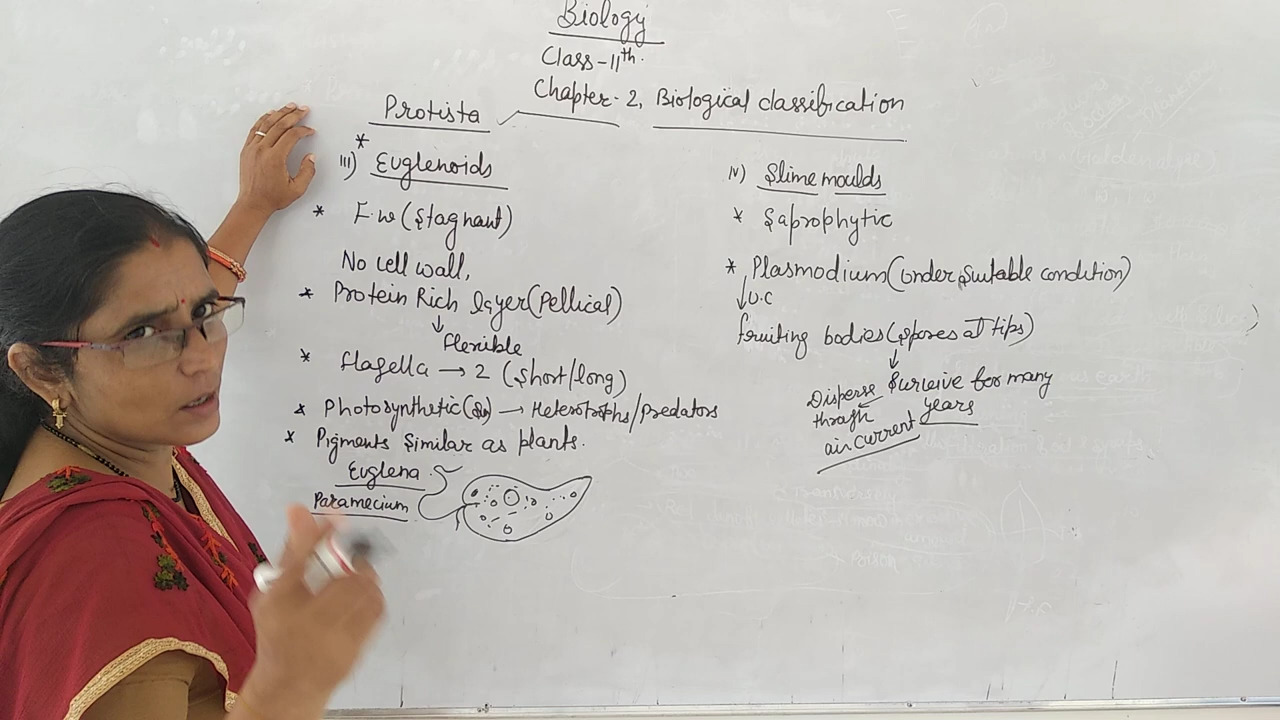 Biology
Class-11th.
Chapter-2, Biological classification
Protista
* III) Euglenoids
* F.w (Stagnant)
No cell wall,
* Protein Rich layer (Pellical)
↓
flexible
* flagella → 2 (Short/long)
* Photosynthetic → Heterotrophs/predators
* Pigments Similar as plants.
Euglena
Paramecium
IV) Slime moulds
* Saprophytic
* Plasmodium (Under Suitable condition)
↓ U.C
fruiting bodies (Spores at tips)
↓
Surveive for many years
Disperse
through
air current
Poison